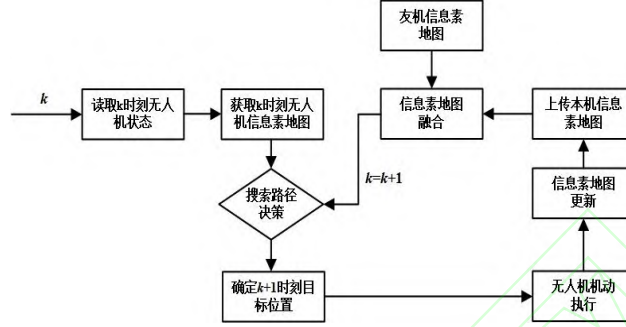 友机信息素
地图
k
读取k时刻无人
机状态
获取k时刻无人
机信息素地图
信息素地图
融合
上传本机信息
素地图
k=k+1
搜索路径
决策
信息素地图
更新
确定k+1时刻目
标位置
无人机机动
执行